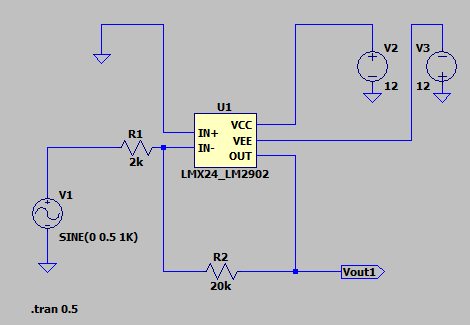 V2
12
V3
12
U1
IN+
IN-
VCC
VEE
OUT
LMX24_LM2902
R1
2k
V1
SINE(0 0.5 1K)
R2
20k
Vout1
.tran 0.5